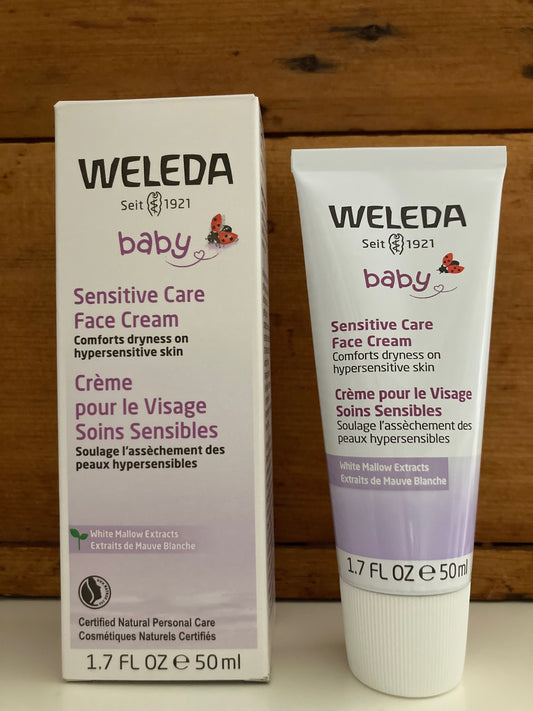 WELEDA
Seit 1921
baby
Sensitive Care
Face Cream
Comforts dryness on
hypersensitive skin
Crème
pour le Visage
Soins Sensibles
Soulage l'assèchement des
peaux hypersensibles
White Mallow Extracts
Extraits de Mauve Blanche
Certified Natural Personal Care
Cosmétiques Naturels Certifiés
1.7 FL OZ ℮ 50 ml
WELEDA
Seit 1921
baby
Sensitive Care
Face Cream
Comforts dryness on
hypersensitive skin
Crème pour le Visage
Soins Sensibles
Soulage l'assèchement des
peaux hypersensibles
White Mallow Extracts
Extraits de Mauve Blanche
1.7 FL OZ ℮ 50 ml